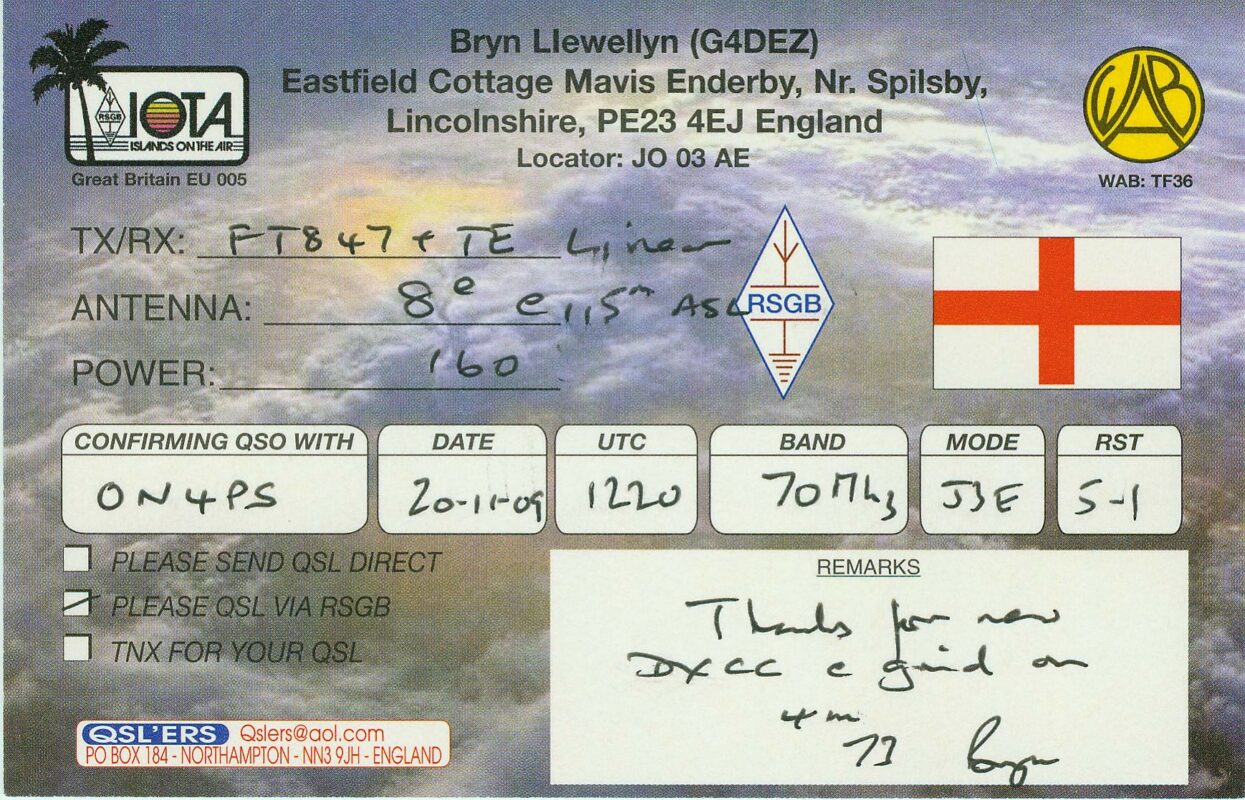 Bryn Llewellyn (G4DEZ)
Eastfield Cottage Mavis Enderby, Nr. Spilsby,
Lincolnshire, PE23 4EJ England
Locator: JO 03 AE
RSGB
IOTA
ISLANDS ON THE AIR
Great Britain EU 005
WAB
WAB: TF36
TX/RX: FT847 + TE Linear
ANTENNA: 8e @ 115m ASL
RSGB
POWER: 160
CONFIRMING QSO WITH DATE UTC BAND MODE RST
ON4PS 20-11-09 1220 70Mhz J3E 5-1
PLEASE SEND QSL DIRECT
PLEASE QSL VIA RSGB
TNX FOR YOUR QSL
REMARKS
Thanks for new
DXCC e grid on
4m
73 Bryn
QSL'ERS Qslers@aol.com
PO BOX 184 - NORTHAMPTON - NN3 9JH - ENGLAND